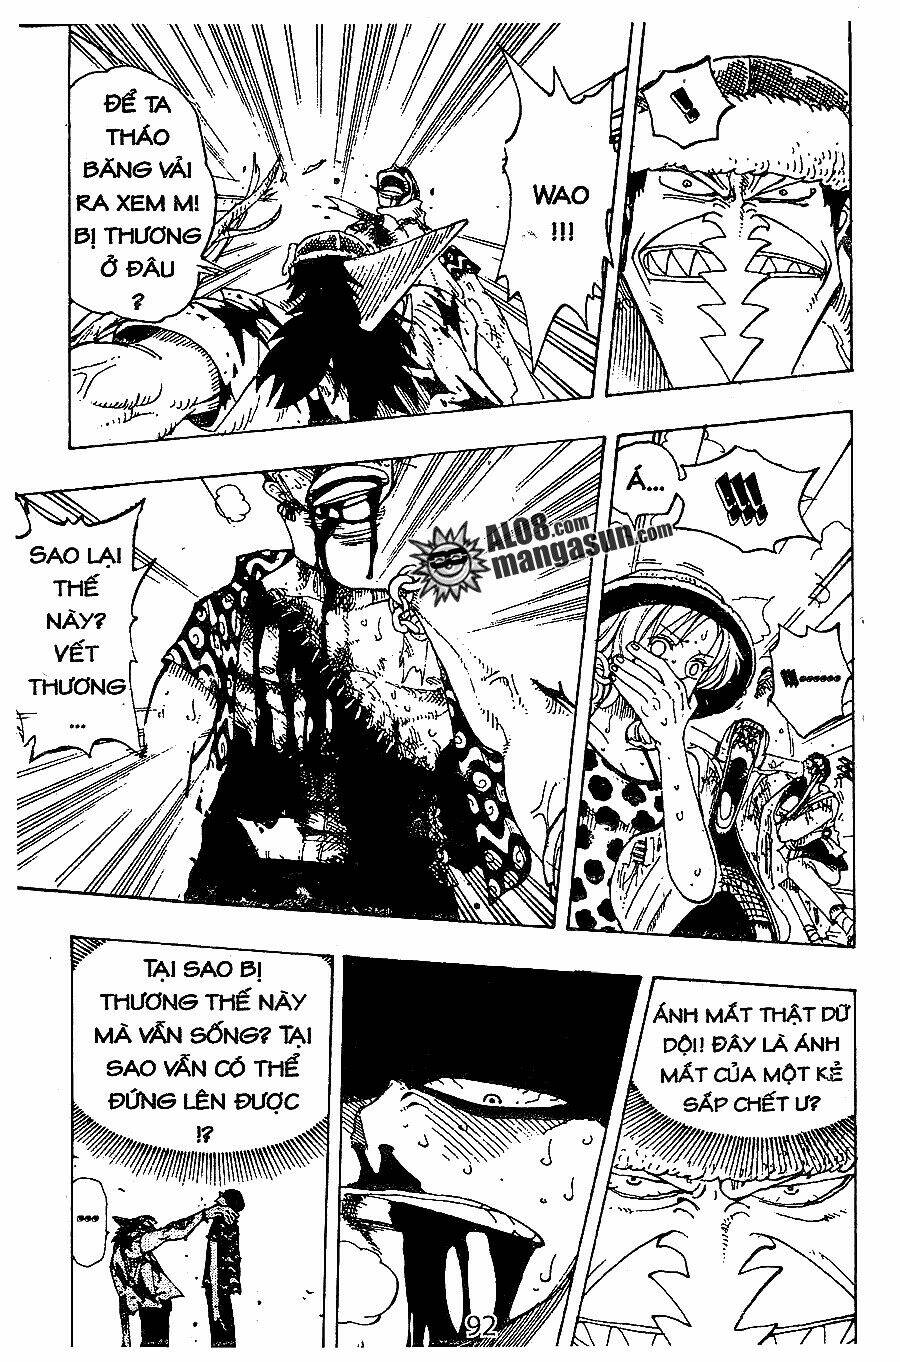 ĐỂ TA
THÁO
BĂNG VẢI
RA XEM MI
BỊ THƯƠNG
Ở ĐÂU
?
WAO
!!!
!!
SAO LẠI
THẾ
NÀY?
VẾT
THƯƠNG
...
AL08.com
mangasun.com
Á...
!!!
!!!.......
TẠI SAO BỊ
THƯƠNG THẾ NÀY
MÀ VẪN SỐNG? TẠI
SAO VẪN CÓ THỂ
ĐỨNG LÊN ĐƯỢC
!?
...
ÁNH MẮT THẬT DỮ
DỘI! ĐÂY LÀ ÁNH
MẮT CỦA MỘT KẺ
SẮP CHẾT Ư?
92